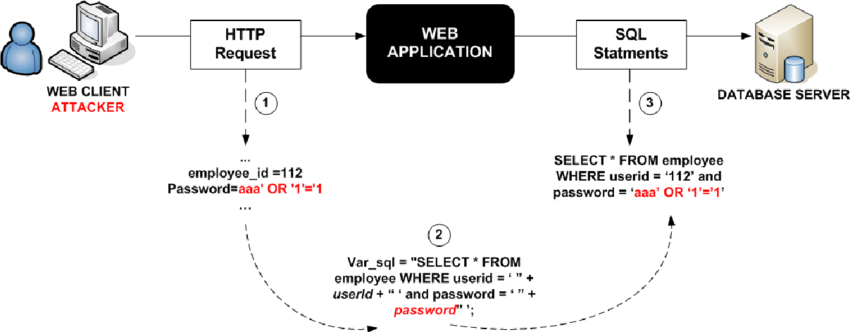 HTTP
Request
WEB
APPLICATION
SQL
Statments
WEB CLIENT
ATTACKER
DATABASE SERVER
1
3
...
employee_id =112
Password=aaa' OR '1'='1
...
SELECT * FROM employee
WHERE userid = ‘112’ and
password = ‘aaa’ OR ‘1’=’1’
2
Var_sql = "SELECT * FROM
employee WHERE userid = ‘ ” +
userid + “ ‘ and password = ‘ ” +
password” ’;